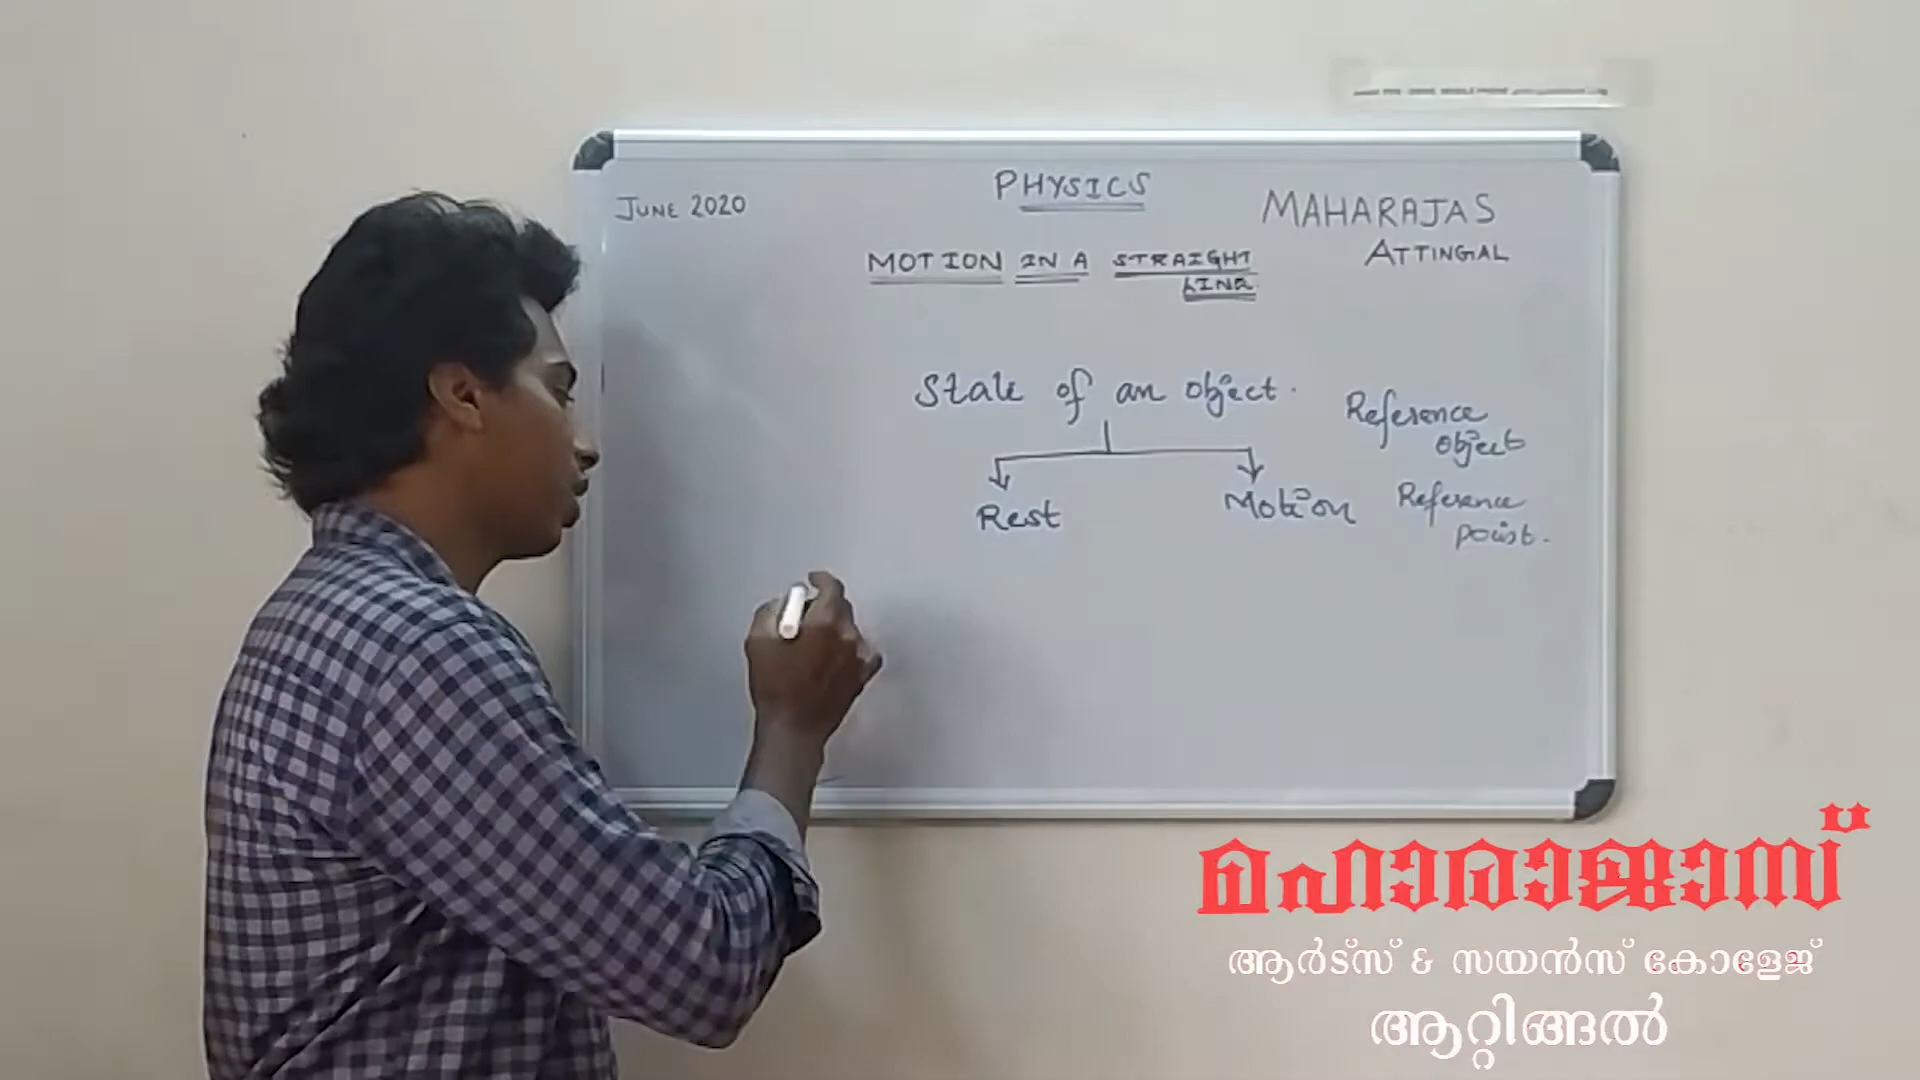 PHYSICS
JUNE 2020
MAHARAJAS
ATTINGAL
MOTION IN A STRAIGHT
LINE
State of an object.
Reference
object
Rest
Motion
Reference
point.
മഹാരാജാസ്
ആർട്സ് & സയൻസ് കോളേജ്
ആറ്റിങ്ങൽ